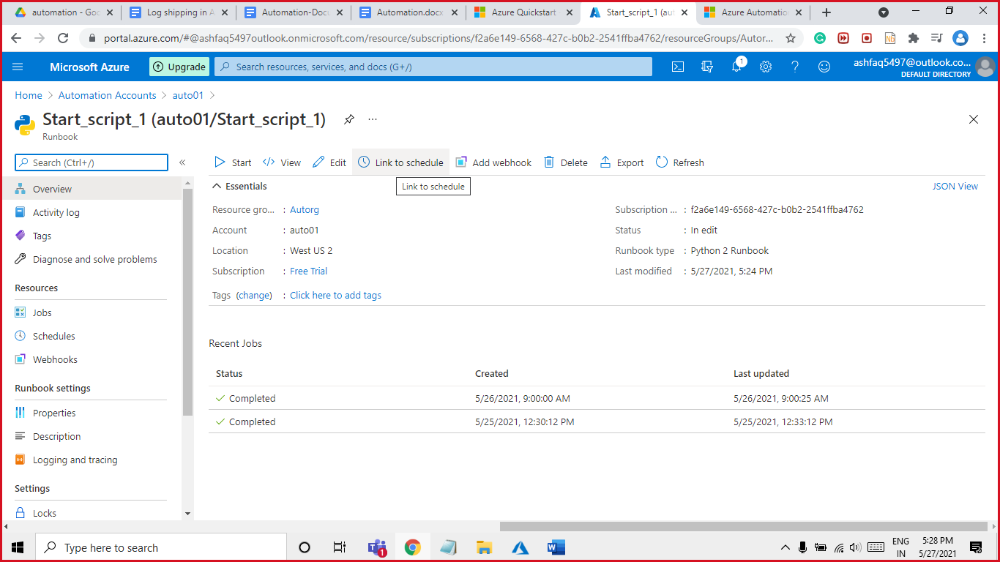 automation - Goo
Log shipping in A
Automation-Docu
Automation.docx
Azure Quickstart
Start_script_1 (aut
Azure Automation
portal.azure.com/#@ashfaq5497outlook.onmicrosoft.com/resource/subscriptions/f2a6e149-6568-427c-b0b2-2541ffba4762/resourceGroups/Autor...
Microsoft Azure
Upgrade
Search resources, services, and docs (G+/)
1
ashfaq5497@outlook.co...
DEFAULT DIRECTORY
Home > Automation Accounts > auto01 >
Start_script_1 (auto01/Start_script_1)
Runbook
Search (Ctrl+/)
Start
View
Edit
Link to schedule
Add webhook
Delete
Export
Refresh
Link to schedule
Overview
Activity log
Tags
Diagnose and solve problems
Resources
Jobs
Schedules
Webhooks
Runbook settings
Properties
Description
Logging and tracing
Settings
Locks
Essentials
JSON View
Resource gro... : Autorg
Account : auto01
Location : West US 2
Subscription : Free Trial
Tags (change) : Click here to add tags
Subscription ... : f2a6e149-6568-427c-b0b2-2541ffba4762
Status : In edit
Runbook type : Python 2 Runbook
Last modified : 5/27/2021, 5:24 PM
Recent Jobs
Status Created Last updated
Completed 5/26/2021, 9:00:00 AM 5/26/2021, 9:00:25 AM
Completed 5/25/2021, 12:30:12 PM 5/25/2021, 12:33:12 PM
Type here to search
1
ENG
IN
5:28 PM
5/27/2021